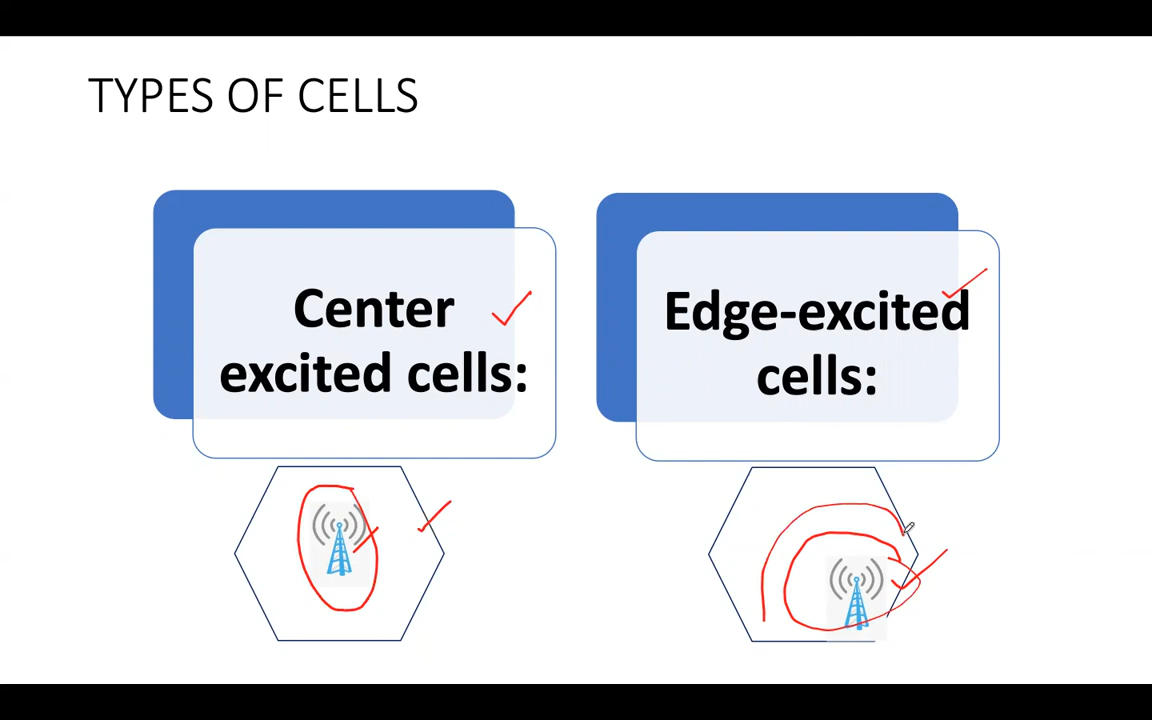 TYPES OF CELLS
Center
excited cells:
Edge-excited
cells: